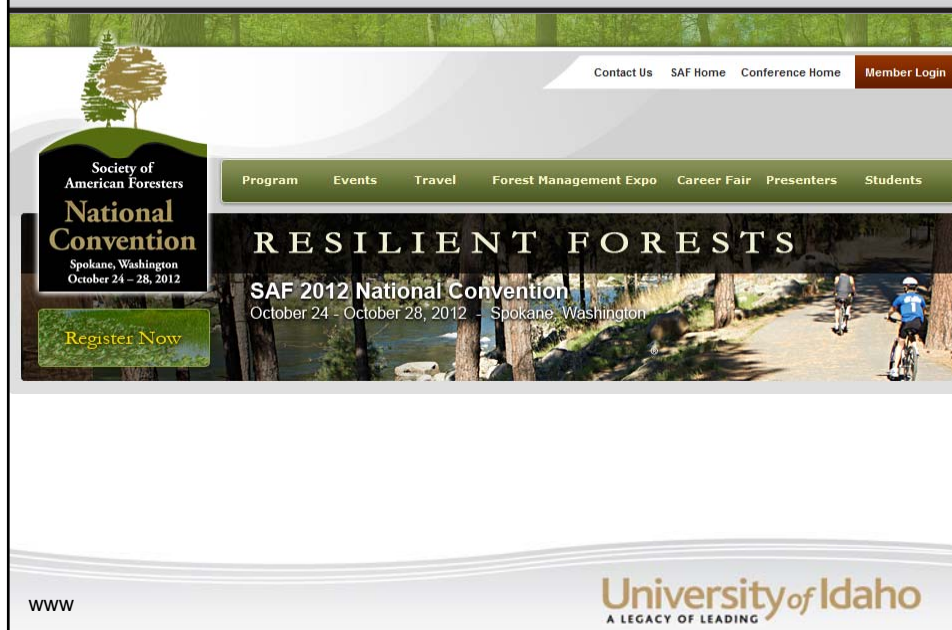 Contact Us SAF Home Conference Home Member Login
Society of
American Foresters
National
Convention
Spokane, Washington
October 24 – 28, 2012
Program Events Travel Forest Management Expo Career Fair Presenters Students
RESILIENT FORESTS
SAF 2012 National Convention
October 24 - October 28, 2012 - Spokane, Washington
Register Now
®
www
University of Idaho
A LEGACY OF LEADING